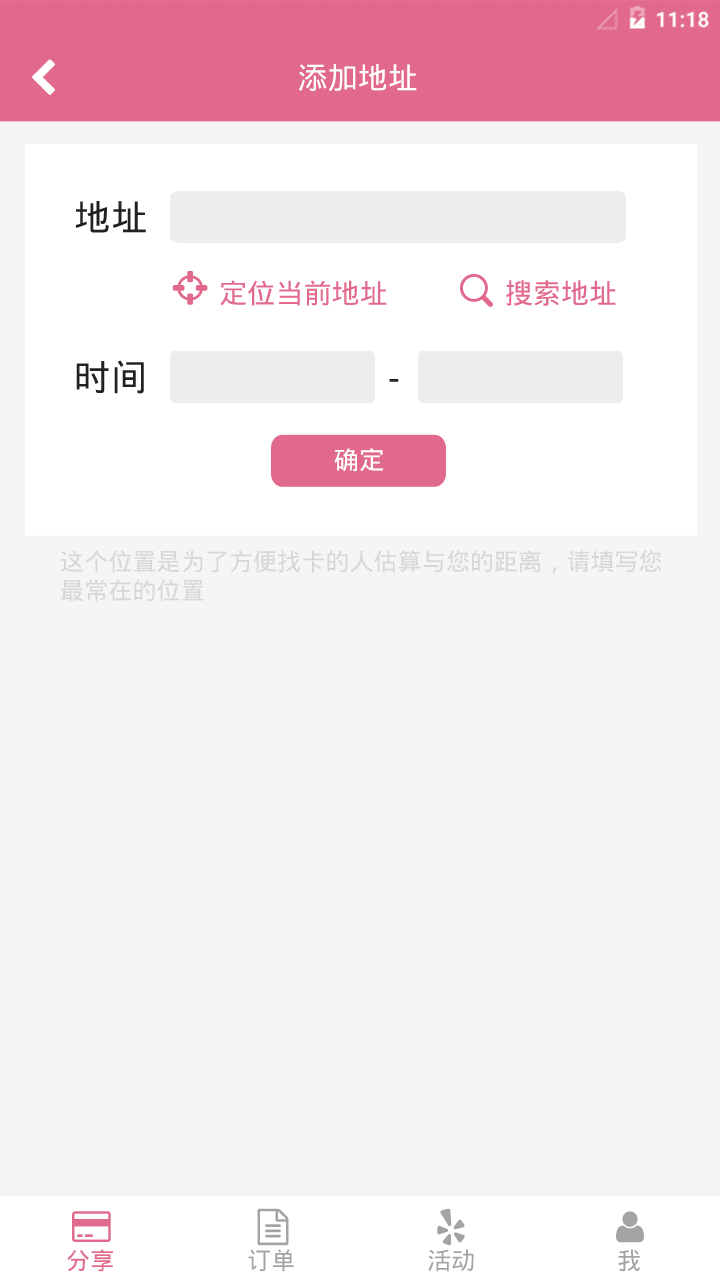 11:18
添加地址
地址
定位当前地址 搜索地址
时间 -
确定
这个位置是为了方便找卡的人估算与您的距离，请填写您
最常在的位置
分享 订单 活动 我